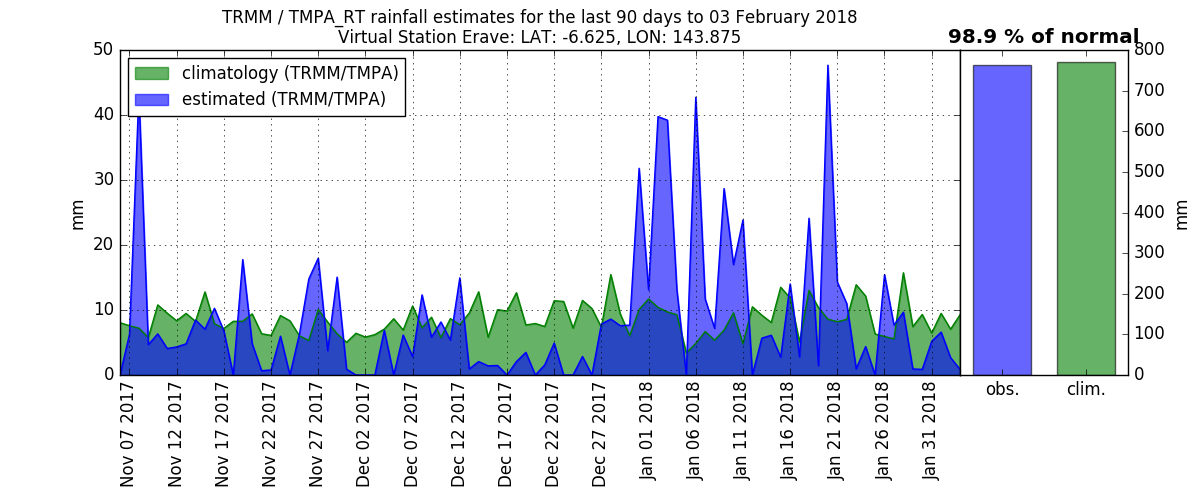 TRMM / TMPA_RT rainfall estimates for the last 90 days to 03 February 2018
Virtual Station Erave: LAT: -6.625, LON: 143.875
98.9 % of normal
climatology (TRMM/TMPA)
estimated (TRMM/TMPA)
50
40
30
20
10
0
mm
Nov 07 2017
Nov 12 2017
Nov 17 2017
Nov 22 2017
Nov 27 2017
Dec 02 2017
Dec 07 2017
Dec 12 2017
Dec 17 2017
Dec 22 2017
Dec 27 2017
Jan 01 2018
Jan 06 2018
Jan 11 2018
Jan 16 2018
Jan 21 2018
Jan 26 2018
Jan 31 2018
obs.
clim.
800
700
600
500
400
300
200
100
0
mm